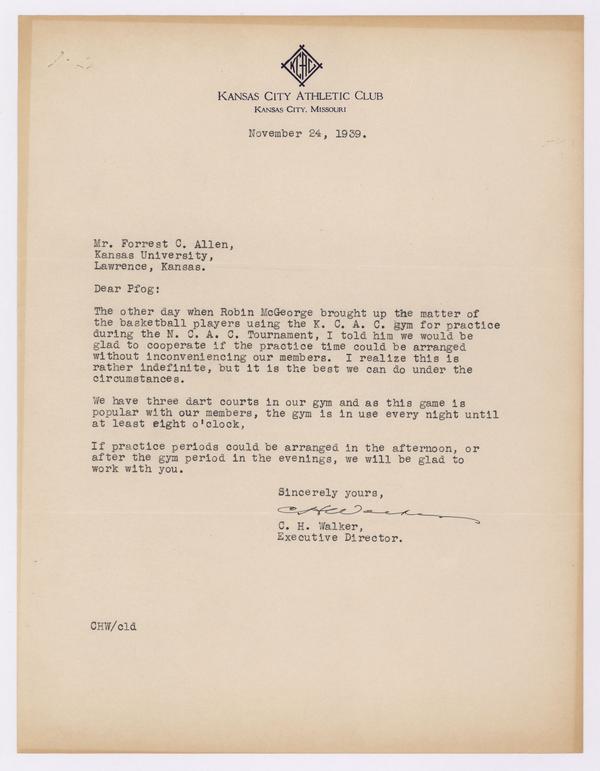 KCAC
KANSAS CITY ATHLETIC CLUB
KANSAS CITY, MISSOURI
November 24, 1939.
Mr. Forrest C. Allen,
Kansas University,
Lawrence, Kansas.
Dear Pfog:
The other day when Robin McGeorge brought up the matter of
the basketball players using the K. C. A. C. gym for practice
during the N. C. A. C. Tournament, I told him we would be
glad to cooperate if the practice time could be arranged
without inconveniencing our members.  I realize this is
rather indefinite, but it is the best we can do under the
circumstances.
We have three dart courts in our gym and as this game is
popular with our members, the gym is in use every night until
at least eight o'clock,
If practice periods could be arranged in the afternoon, or
after the gym period in the evenings, we will be glad to
work with you.
Sincerely yours,
C H Walker
C. H. Walker,
Executive Director.
CHW/cld